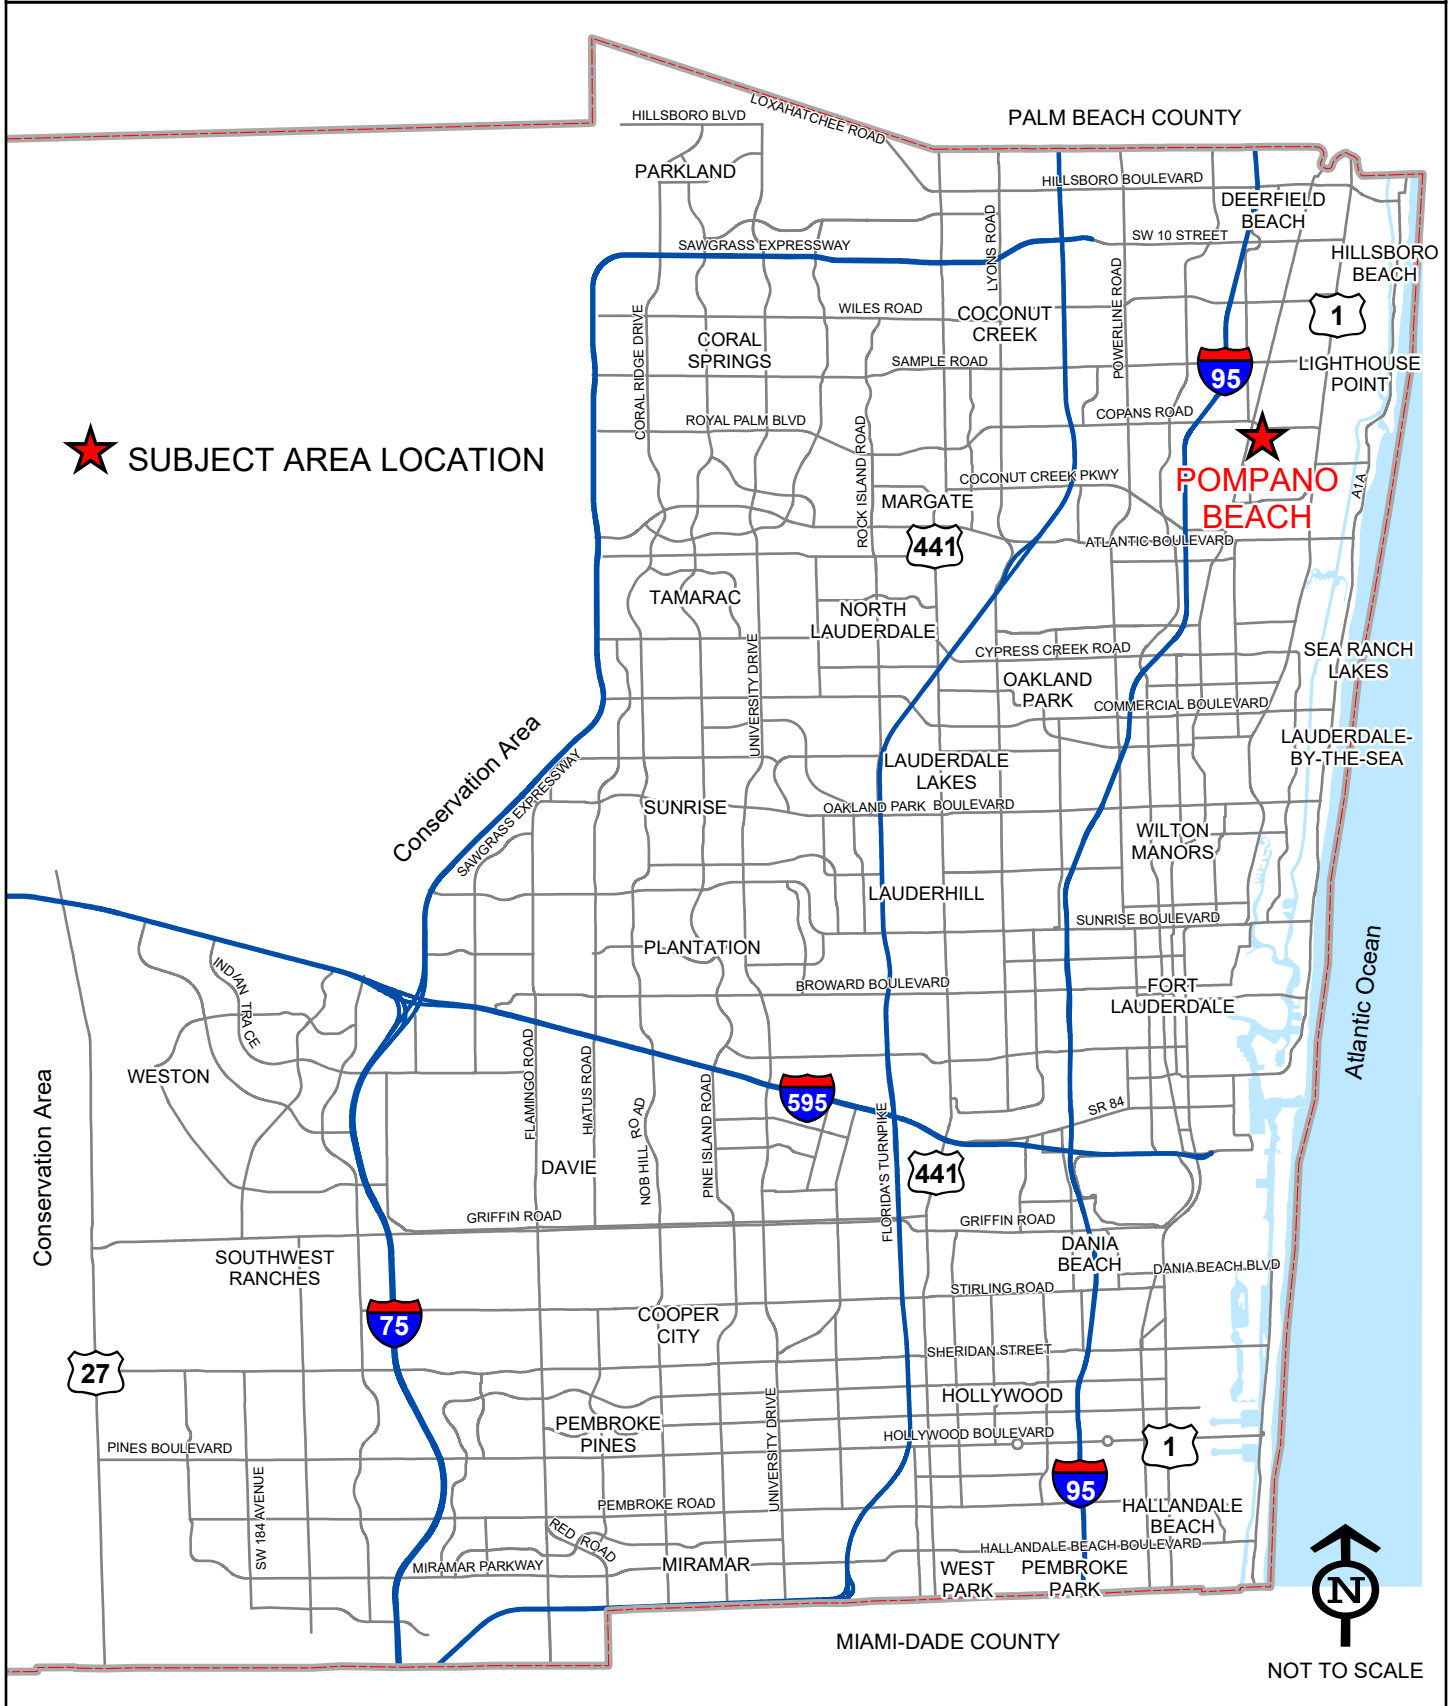 PALM BEACH COUNTY
HILLSBORO BLVD
LOXAHATCHEE ROAD
PARKLAND
HILLSBORO BOULEVARD
DEERFIELD
BEACH
LYONS ROAD
SW 10 STREET
SAWGRASS EXPRESSWAY
HILLSBORO
BEACH
POWERLINE ROAD
WILES ROAD
COCONUT
CREEK
1
CORAL RIDGE DRIVE
CORAL
SPRINGS
SAMPLE ROAD
95
LIGHTHOUSE
POINT
ROYAL PALM BLVD
COPANS ROAD
ROCK ISLAND ROAD
SUBJECT AREA LOCATION
COCONUT CREEK PKWY
POMPANO
BEACH
A1A
MARGATE
441
ATLANTIC BOULEVARD
TAMARAC
NORTH
LAUDERDALE
UNIVERSITY DRIVE
CYPRESS CREEK ROAD
SEA RANCH
LAKES
OAKLAND
PARK
COMMERCIAL BOULEVARD
Conservation Area
SAWGRASS EXPRESSWAY
LAUDERDALE-
BY-THE-SEA
LAUDERDALE
LAKES
SUNRISE
OAKLAND PARK BOULEVARD
WILTON
MANORS
LAUDERHILL
SUNRISE BOULEVARD
PLANTATION
INDIAN TRACE
BROWARD BOULEVARD
FORT
LAUDERDALE
Atlantic Ocean
Conservation Area
WESTON
FLAMINGO ROAD
HIATUS ROAD
NOB HILL ROAD
PINE ISLAND ROAD
595
FLORIDA'S TURNPIKE
SR 84
DAVIE
441
GRIFFIN ROAD
GRIFFIN ROAD
SOUTHWEST
RANCHES
DANIA
BEACH
DANIA BEACH BLVD
STIRLING ROAD
75
COOPER
CITY
27
SHERIDAN STREET
HOLLYWOOD
UNIVERSITY DRIVE
PEMBROKE
PINES
HOLLYWOOD BOULEVARD
1
PINES BOULEVARD
SW 184 AVENUE
95
PEMBROKE ROAD
HALLANDALE
BEACH
RED ROAD
HALLANDALE BEACH BOULEVARD
MIRAMAR PARKWAY
MIRAMAR
WEST
PARK
PEMBROKE
PARK
N
MIAMI-DADE COUNTY
NOT TO SCALE